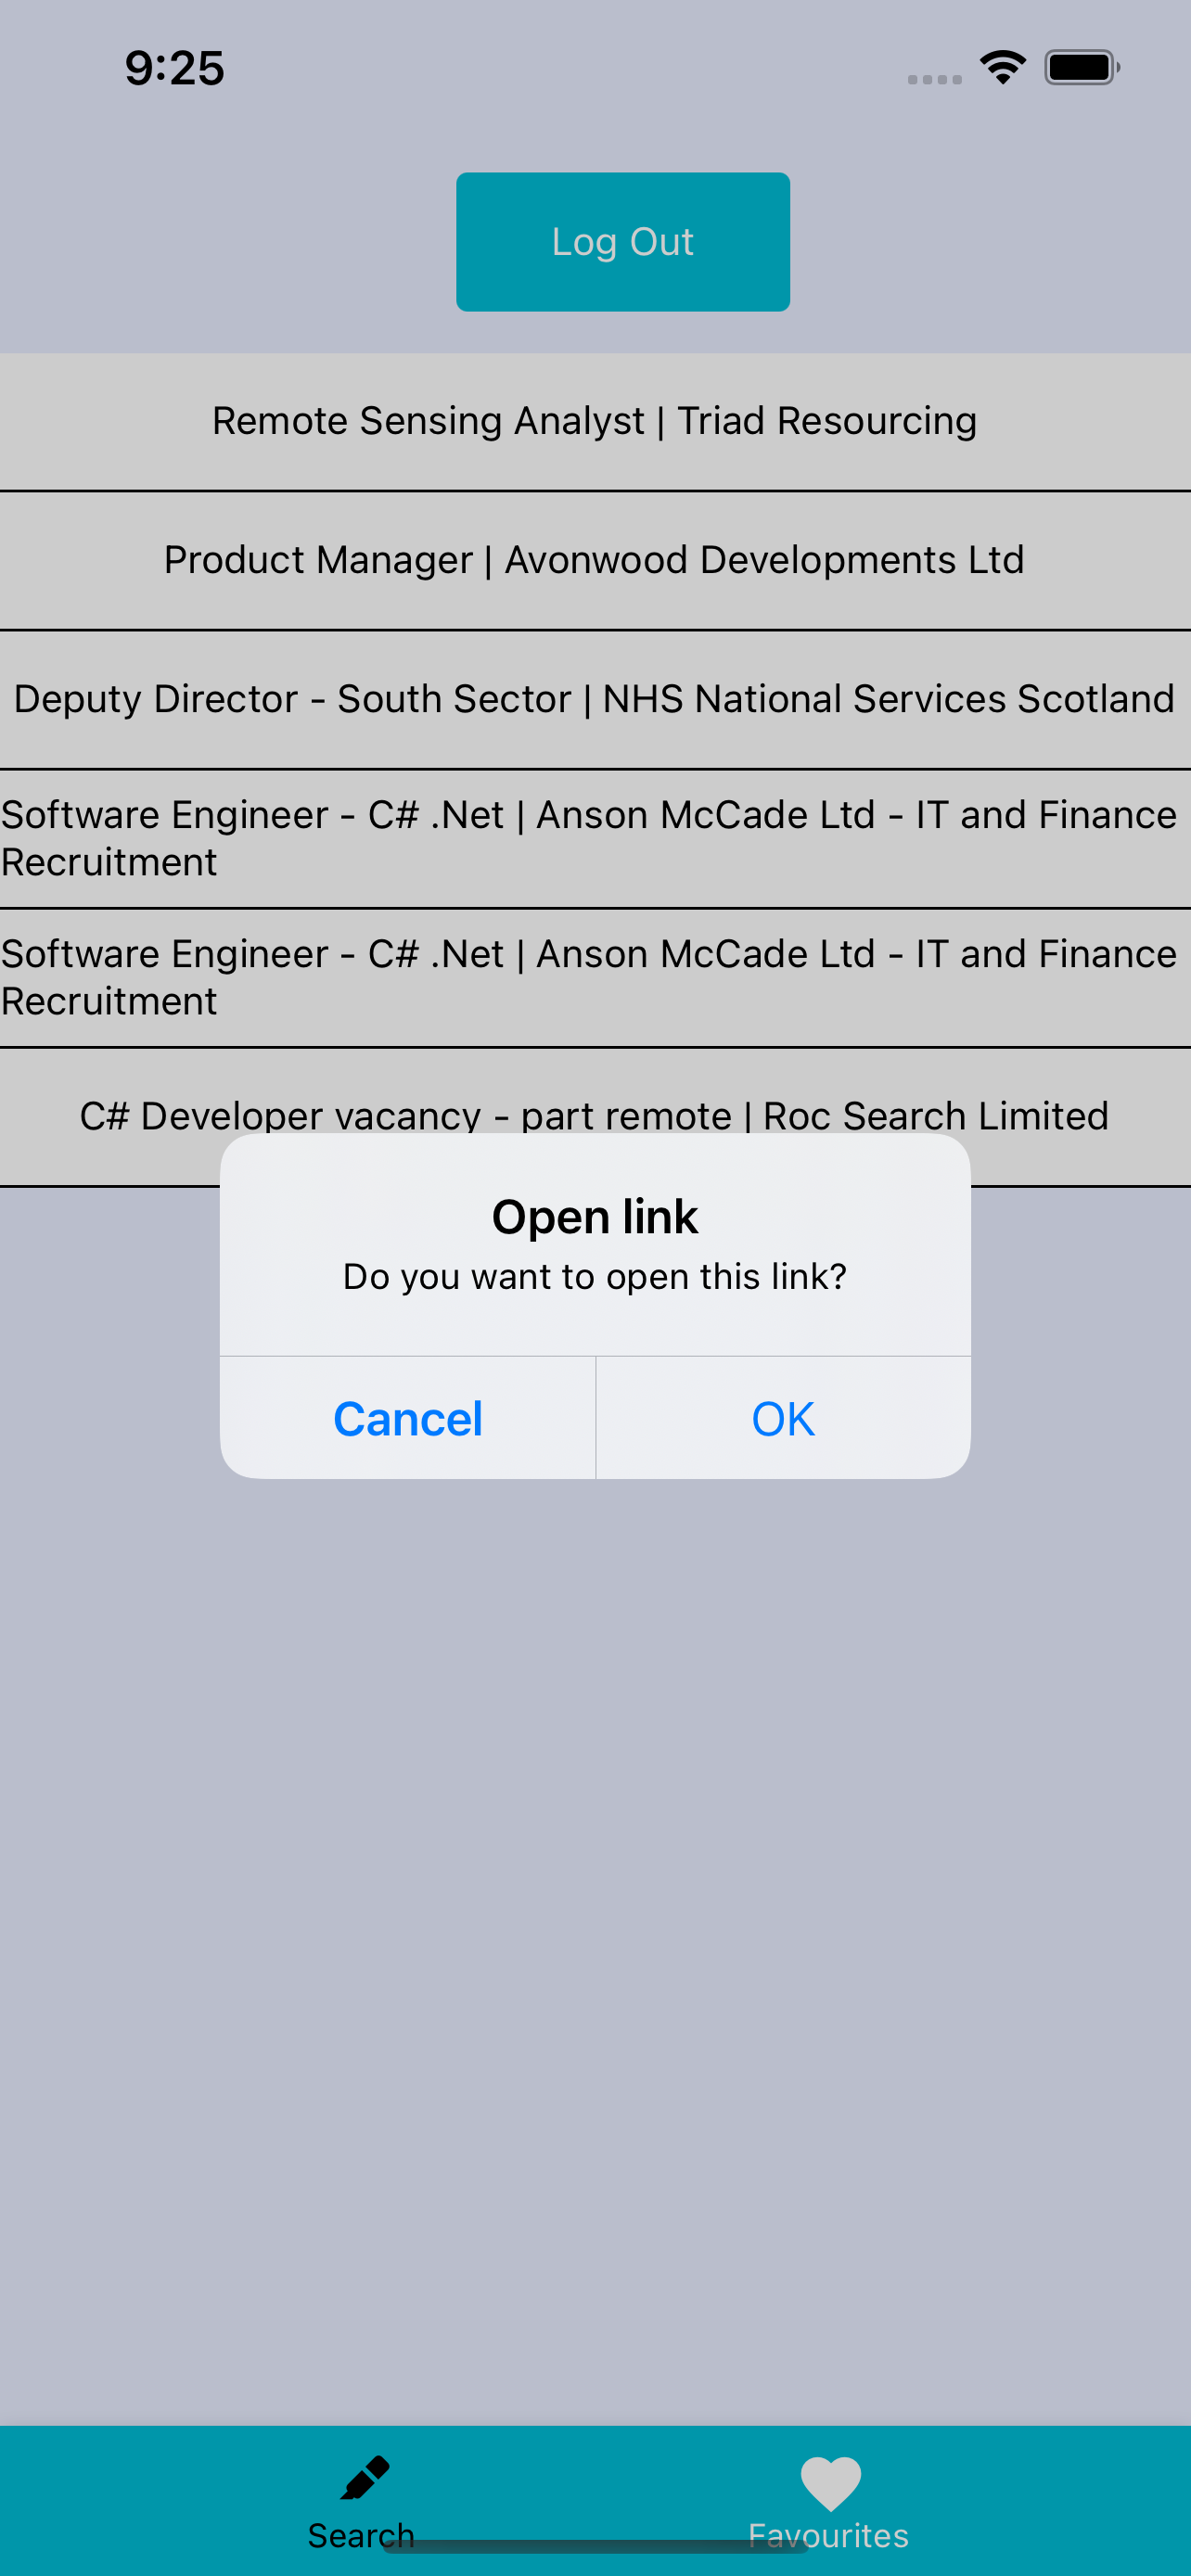 9:25
Log Out
Remote Sensing Analyst | Triad Resourcing
Product Manager | Avonwood Developments Ltd
Deputy Director - South Sector | NHS National Services Scotland
Software Engineer - C# .Net | Anson McCade Ltd - IT and Finance
Recruitment
Software Engineer - C# .Net | Anson McCade Ltd - IT and Finance
Recruitment
C# Developer vacancy - part remote | Roc Search Limited
Open link
Do you want to open this link?
Cancel OK
Search Favourites